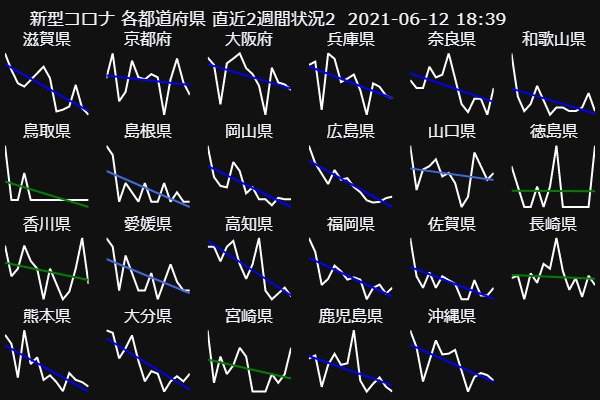 新型コロナ 各都道府県 直近2週間状況2 2021-06-12 18:39
滋賀県 京都府 大阪府 兵庫県 奈良県 和歌山県
鳥取県 島根県 岡山県 広島県 山口県 徳島県
香川県 愛媛県 高知県 福岡県 佐賀県 長崎県
熊本県 大分県 宮崎県 鹿児島県 沖縄県